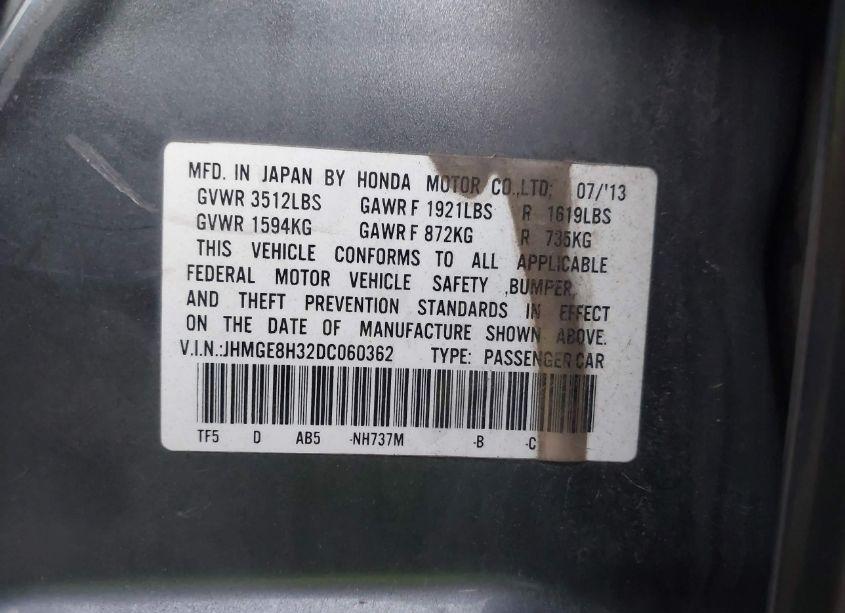 MFD. IN JAPAN BY HONDA MOTOR CO.,LTD; 07/'13
GVWR 3512LBS GAWR F 1921LBS R 1619LBS
GVWR 1594KG GAWR F 872KG R 735KG
THIS VEHICLE CONFORMS TO ALL APPLICABLE
FEDERAL MOTOR VEHICLE SAFETY ,BUMPER,
AND THEFT PREVENTION STANDARDS IN EFFECT
ON THE DATE OF MANUFACTURE SHOWN ABOVE.
V.I.N.:JHMGE8H32DC060362 TYPE: PASSENGER CAR
TF5 D AB5 -NH737M -B -C